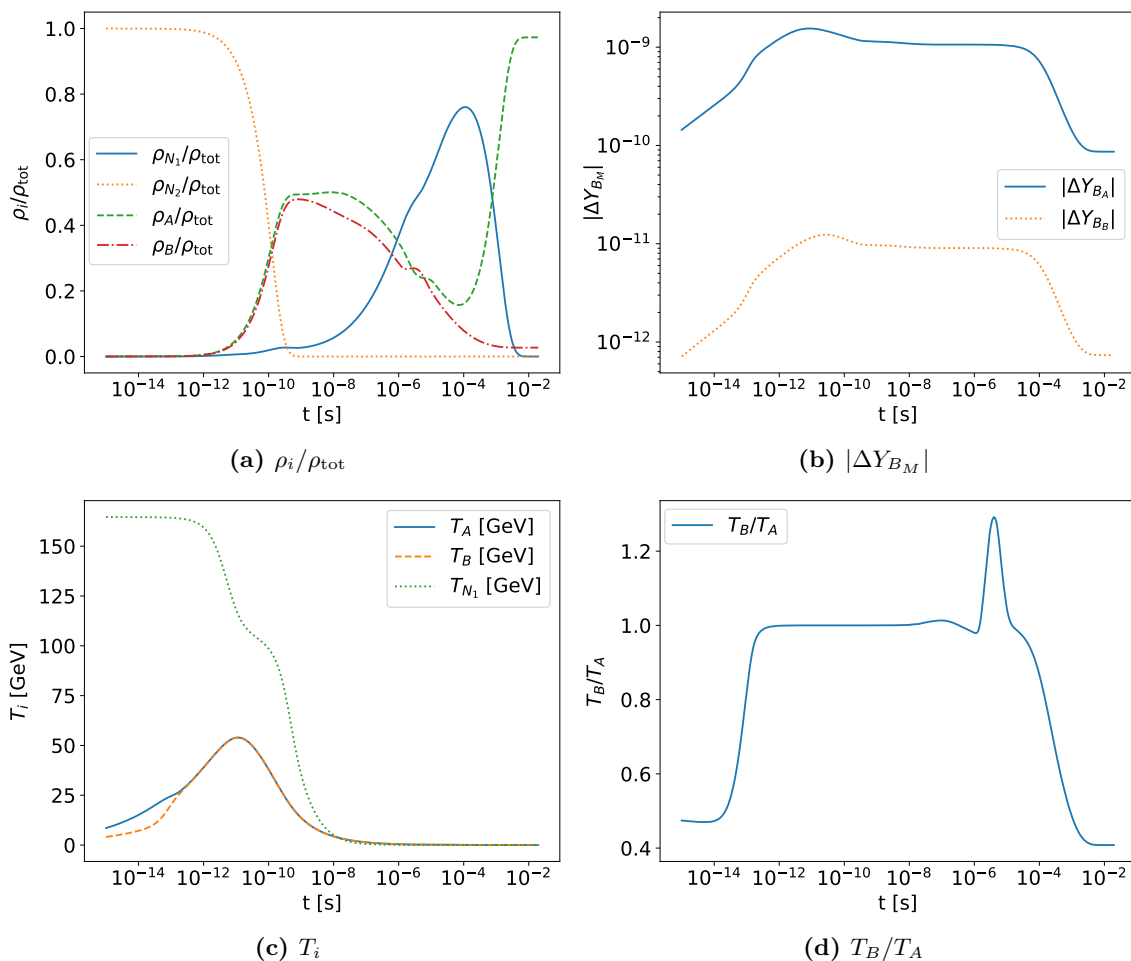 1.0
0.8
0.6
0.4
0.2
0.0
ρ_i/ρ_tot
ρ_{N_1}/ρ_tot
ρ_{N_2}/ρ_tot
ρ_A/ρ_tot
ρ_B/ρ_tot
10^{-14} 10^{-12} 10^{-10} 10^{-8} 10^{-6} 10^{-4} 10^{-2}
t [s]
(a) ρ_i/ρ_tot
10^{-9}
10^{-10}
10^{-11}
10^{-12}
|ΔY_{B_M}|
|ΔY_{B_A}|
|ΔY_{B_B}|
10^{-14} 10^{-12} 10^{-10} 10^{-8} 10^{-6} 10^{-4} 10^{-2}
t [s]
(b) |ΔY_{B_M}|
150
125
100
75
50
25
0
T_i [GeV]
T_A [GeV]
T_B [GeV]
T_{N_1} [GeV]
10^{-14} 10^{-12} 10^{-10} 10^{-8} 10^{-6} 10^{-4} 10^{-2}
t [s]
(c) T_i
1.2
1.0
0.8
0.6
0.4
T_B/T_A
T_B/T_A
10^{-14} 10^{-12} 10^{-10} 10^{-8} 10^{-6} 10^{-4} 10^{-2}
t [s]
(d) T_B/T_A